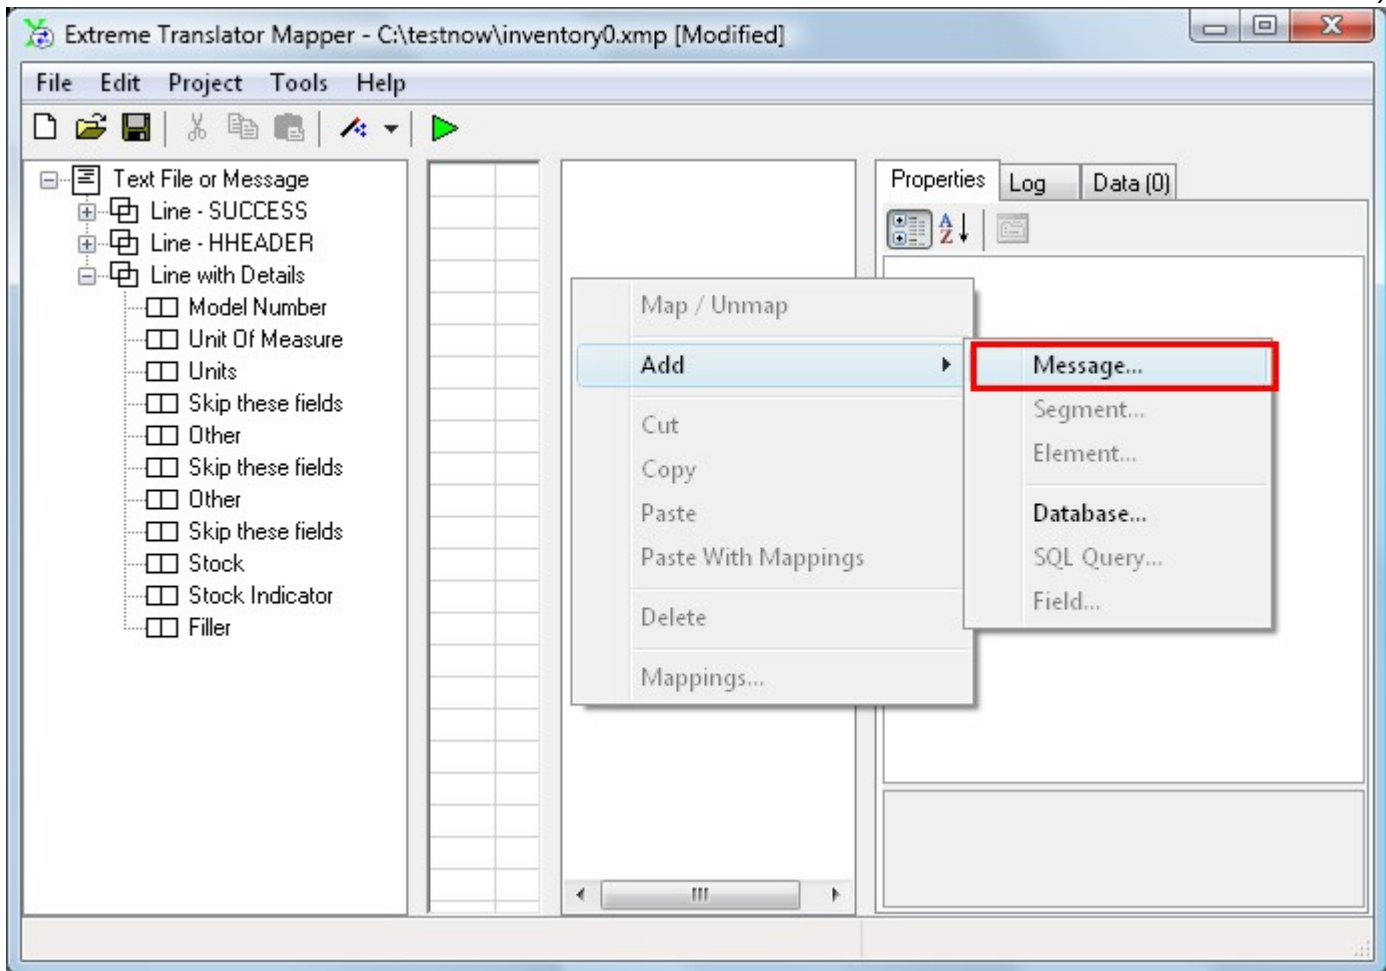 )
Extreme Translator Mapper - C:\testnow\inventory0.xmp [Modified]
File Edit Project Tools Help
Text File or Message
Line - SUCCESS
Line - HHEADER
Line with Details
Model Number
Unit Of Measure
Units
Skip these fields
Other
Skip these fields
Other
Skip these fields
Stock
Stock Indicator
Filler
Map / Unmap
Add
Cut
Copy
Paste
Paste With Mappings
Delete
Mappings...
Message...
Segment...
Element...
Database...
SQL Query...
Field...
Properties Log Data (0)
A
Z